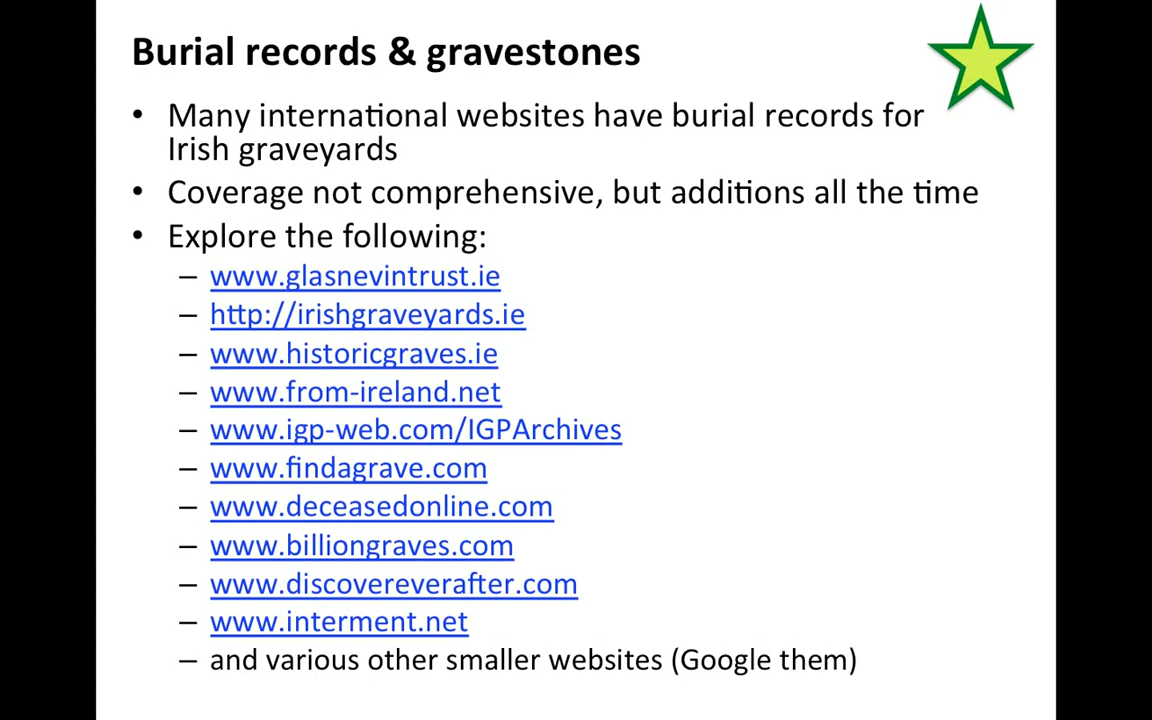 Burial records & gravestones
• Many international websites have burial records for
Irish graveyards
• Coverage not comprehensive, but additions all the time
• Explore the following:
– www.glasnevintrust.ie
– http://irishgraveyards.ie
– www.historicgraves.ie
– www.from-ireland.net
– www.igp-web.com/IGPArchives
– www.findagrave.com
– www.deceasedonline.com
– www.billiongraves.com
– www.discovereverafter.com
– www.interment.net
– and various other smaller websites (Google them)